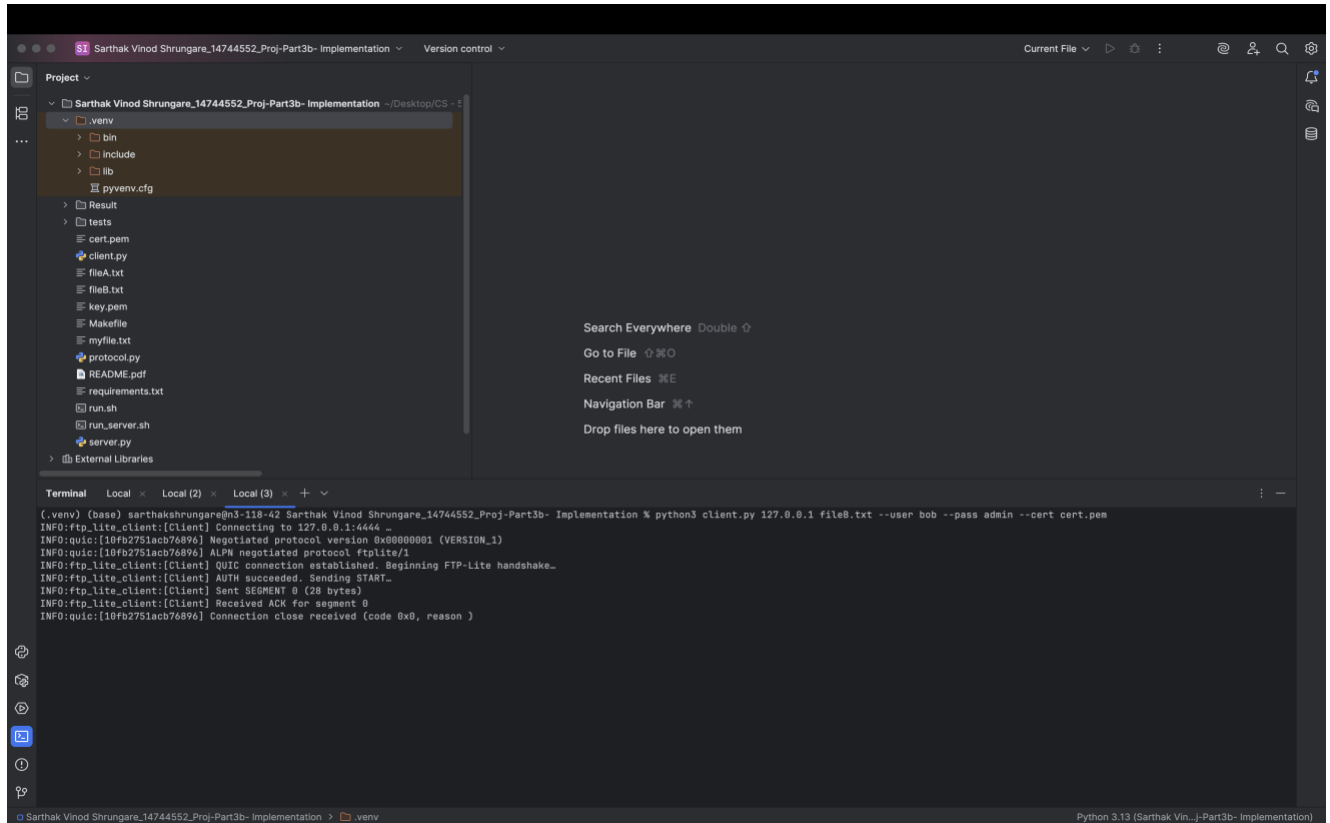 SI Sarthak Vinod Shrungare_14744552_Proj-Part3b- Implementation Version control Current File
Project
Sarthak Vinod Shrungare_14744552_Proj-Part3b- Implementation ~/Desktop/CS - 5
.venv
bin
include
lib
pyvenv.cfg
Result
tests
cert.pem
client.py
fileA.txt
fileB.txt
key.pem
Makefile
myfile.txt
protocol.py
README.pdf
requirements.txt
run.sh
run_server.sh
server.py
External Libraries
Search Everywhere Double ⇧
Go to File ⇧⌘O
Recent Files ⌘E
Navigation Bar ⌘↑
Drop files here to open them
Terminal Local × Local (2) × Local (3) × +
(.venv) (base) sarthakshrungare@n3-118-42 Sarthak Vinod Shrungare_14744552_Proj-Part3b- Implementation % python3 client.py 127.0.0.1 fileB.txt --user bob --pass admin --cert cert.pem
INFO:ftp_lite_client:[Client] Connecting to 127.0.0.1:4444 …
INFO:quic:[10fb2751acb76896] Negotiated protocol version 0x00000001 (VERSION_1)
INFO:quic:[10fb2751acb76896] ALPN negotiated protocol ftplite/1
INFO:ftp_lite_client:[Client] QUIC connection established. Beginning FTP-Lite handshake…
INFO:ftp_lite_client:[Client] AUTH succeeded. Sending START…
INFO:ftp_lite_client:[Client] Sent SEGMENT 0 (28 bytes)
INFO:ftp_lite_client:[Client] Received ACK for segment 0
INFO:quic:[10fb2751acb76896] Connection close received (code 0x0, reason )
Sarthak Vinod Shrungare_14744552_Proj-Part3b- Implementation > .venv Python 3.13 (Sarthak Vin...j-Part3b- Implementation)